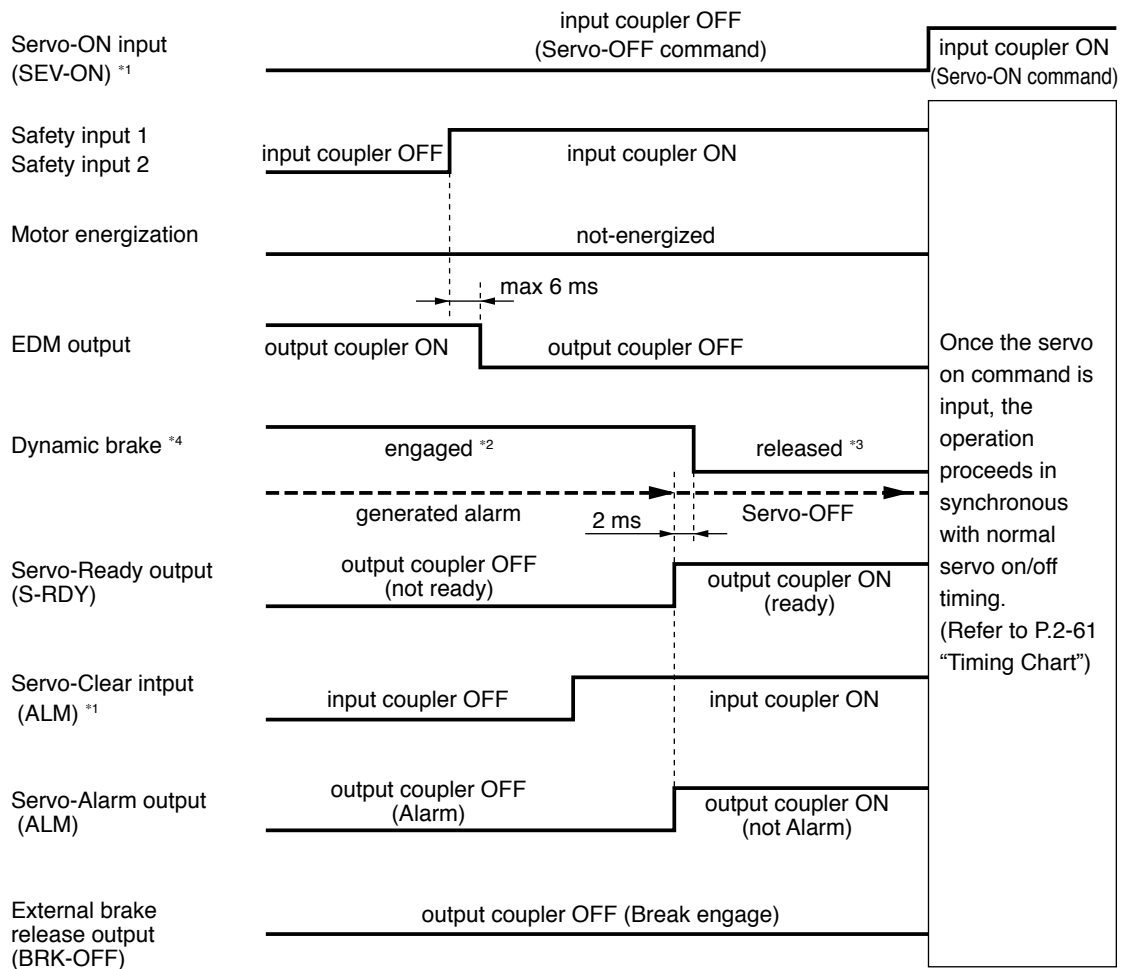 input coupler OFF
(Servo-OFF command)
Servo-ON input
(SEV-ON) *1
input coupler ON
(Servo-ON command)
Safety input 1
Safety input 2
input coupler OFF
input coupler ON
Motor energization
not-energized
max 6 ms
EDM output
output coupler ON
output coupler OFF
Dynamic brake *4
engaged *2
released *3
generated alarm
2 ms
Servo-OFF
Servo-Ready output
(S-RDY)
output coupler OFF
(not ready)
output coupler ON
(ready)
Servo-Clear intput
(ALM) *1
input coupler OFF
input coupler ON
Servo-Alarm output
(ALM)
output coupler OFF
(Alarm)
output coupler ON
(not Alarm)
External brake
release output
(BRK-OFF)
output coupler OFF (Break engage)
Once the servo
on command is
input, the
operation
proceeds in
synchronous
with normal
servo on/off
timing.
(Refer to P.2-61
“Timing Chart”)